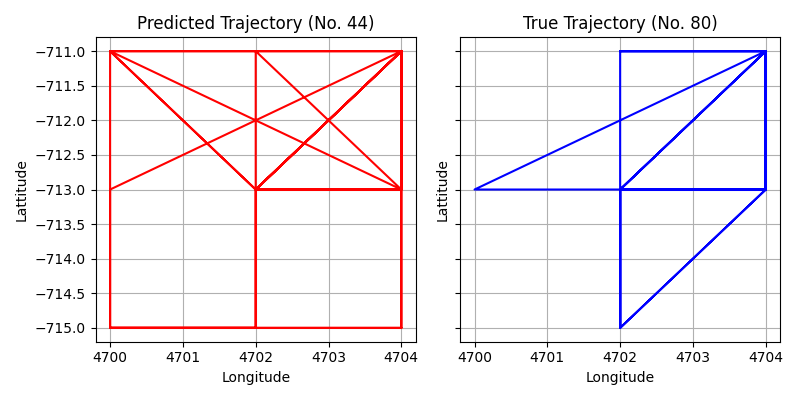 Predicted Trajectory (No. 44)
True Trajectory (No. 80)
−711.0
−711.5
−712.0
−712.5
−713.0
−713.5
−714.0
−714.5
−715.0
Lattitude
Lattitude
4700 4701 4702 4703 4704
4700 4701 4702 4703 4704
Longitude
Longitude